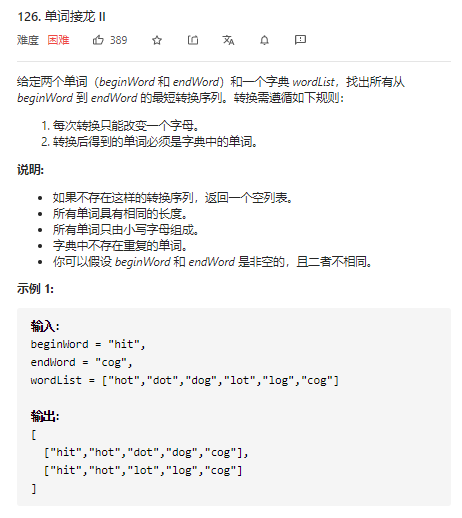 126. 单词接龙 II
难度 困难 389
给定两个单词（beginWord 和 endWord）和一个字典 wordList，找出所有从
beginWord 到 endWord 的最短转换序列。转换需遵循如下规则：
1. 每次转换只能改变一个字母。
2. 转换后得到的单词必须是字典中的单词。
说明:
• 如果不存在这样的转换序列，返回一个空列表。
• 所有单词具有相同的长度。
• 所有单词只由小写字母组成。
• 字典中不存在重复的单词。
• 你可以假设 beginWord 和 endWord 是非空的，且二者不相同。
示例 1:
输入:
beginWord = "hit",
endWord = "cog",
wordList = ["hot","dot","dog","lot","log","cog"]
输出:
[
["hit","hot","dot","dog","cog"],
["hit","hot","lot","log","cog"]
]